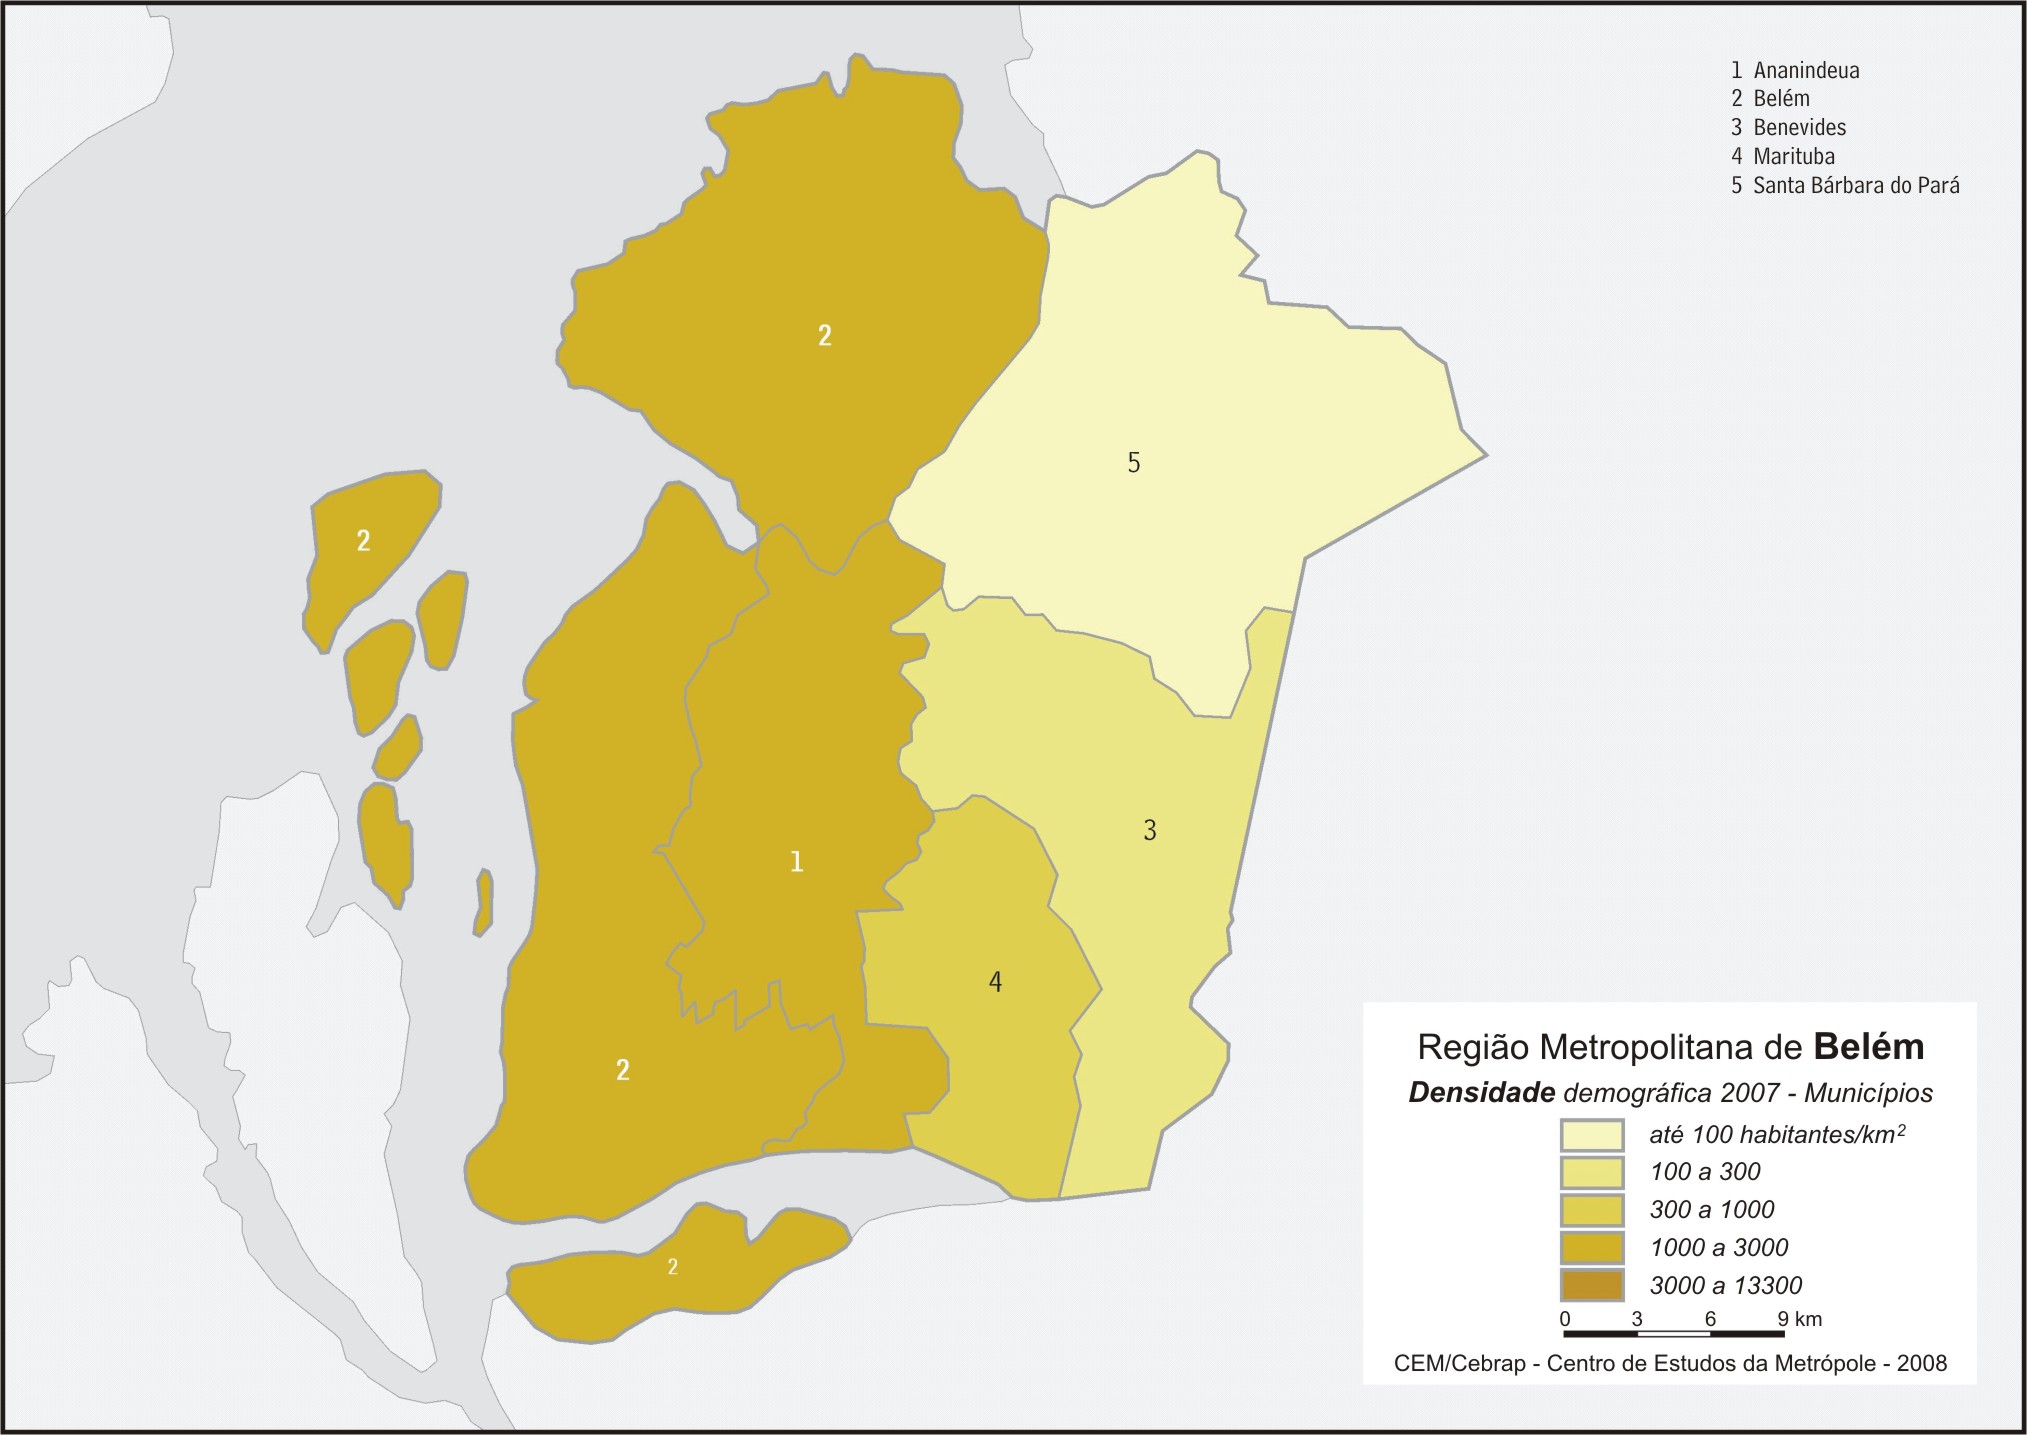 1 Ananindeua
2 Belém
3 Benevides
4 Marituba
5 Santa Bárbara do Pará
2
5
2
3
1
4
2
2
Região Metropolitana de Belém
Densidade demográfica 2007 - Municípios
até 100 habitantes/km²
100 a 300
300 a 1000
1000 a 3000
3000 a 13300
0 3 6 9 km
CEM/Cebrap - Centro de Estudos da Metrópole - 2008